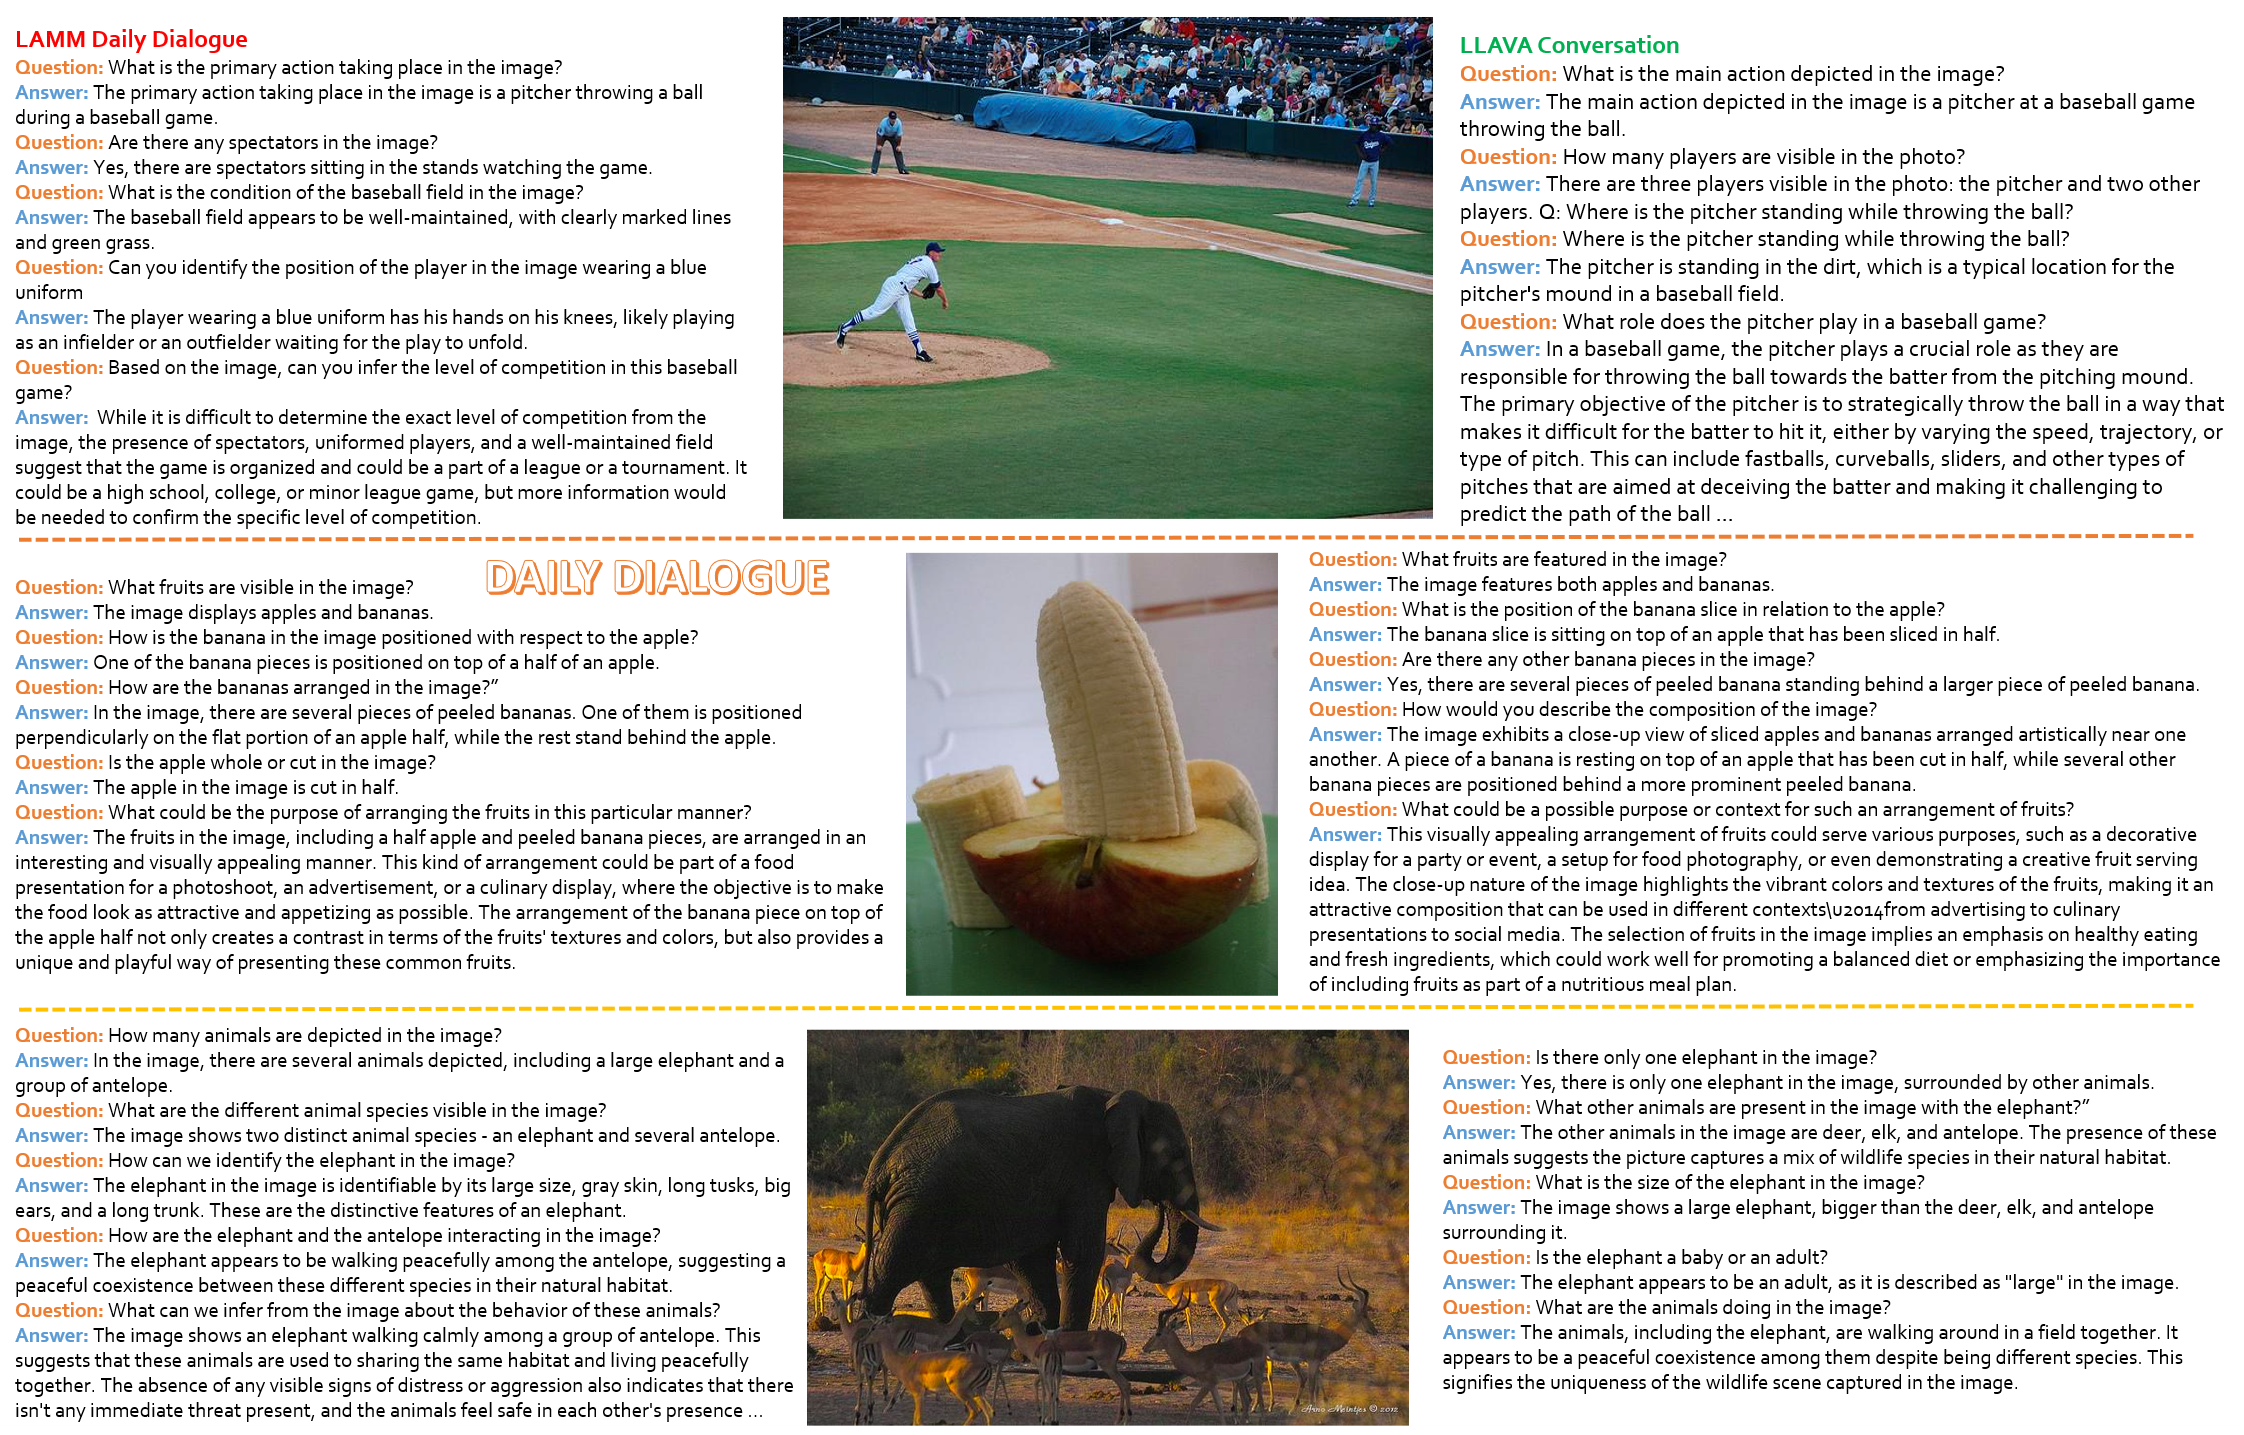 LAMM Daily Dialogue
Question: What is the primary action taking place in the image?
Answer: The primary action taking place in the image is a pitcher throwing a ball
during a baseball game.
Question: Are there any spectators in the image?
Answer: Yes, there are spectators sitting in the stands watching the game.
Question: What is the condition of the baseball field in the image?
Answer: The baseball field appears to be well-maintained, with clearly marked lines
and green grass.
Question: Can you identify the position of the player in the image wearing a blue
uniform
Answer: The player wearing a blue uniform has his hands on his knees, likely playing
as an infielder or an outfielder waiting for the play to unfold.
Question: Based on the image, can you infer the level of competition in this baseball
game?
Answer:  While it is difficult to determine the exact level of competition from the
image, the presence of spectators, uniformed players, and a well-maintained field
suggest that the game is organized and could be a part of a league or a tournament. It
could be a high school, college, or minor league game, but more information would
be needed to confirm the specific level of competition.
LLAVA Conversation
Question: What is the main action depicted in the image?
Answer: The main action depicted in the image is a pitcher at a baseball game
throwing the ball.
Question: How many players are visible in the photo?
Answer: There are three players visible in the photo: the pitcher and two other
players. Q: Where is the pitcher standing while throwing the ball?
Question: Where is the pitcher standing while throwing the ball?
Answer: The pitcher is standing in the dirt, which is a typical location for the
pitcher's mound in a baseball field.
Question: What role does the pitcher play in a baseball game?
Answer: In a baseball game, the pitcher plays a crucial role as they are
responsible for throwing the ball towards the batter from the pitching mound.
The primary objective of the pitcher is to strategically throw the ball in a way that
makes it difficult for the batter to hit it, either by varying the speed, trajectory, or
type of pitch. This can include fastballs, curveballs, sliders, and other types of
pitches that are aimed at deceiving the batter and making it challenging to
predict the path of the ball ...
DAILY DIALOGUE
Question: What fruits are visible in the image?
Answer: The image displays apples and bananas.
Question: How is the banana in the image positioned with respect to the apple?
Answer: One of the banana pieces is positioned on top of a half of an apple.
Question: How are the bananas arranged in the image?”
Answer: In the image, there are several pieces of peeled bananas. One of them is positioned
perpendicularly on the flat portion of an apple half, while the rest stand behind the apple.
Question: Is the apple whole or cut in the image?
Answer: The apple in the image is cut in half.
Question: What could be the purpose of arranging the fruits in this particular manner?
Answer: The fruits in the image, including a half apple and peeled banana pieces, are arranged in an
interesting and visually appealing manner. This kind of arrangement could be part of a food
presentation for a photoshoot, an advertisement, or a culinary display, where the objective is to make
the food look as attractive and appetizing as possible. The arrangement of the banana piece on top of
the apple half not only creates a contrast in terms of the fruits' textures and colors, but also provides a
unique and playful way of presenting these common fruits.
Question: What fruits are featured in the image?
Answer: The image features both apples and bananas.
Question: What is the position of the banana slice in relation to the apple?
Answer: The banana slice is sitting on top of an apple that has been sliced in half.
Question: Are there any other banana pieces in the image?
Answer: Yes, there are several pieces of peeled banana standing behind a larger piece of peeled banana.
Question: How would you describe the composition of the image?
Answer: The image exhibits a close-up view of sliced apples and bananas arranged artistically near one
another. A piece of a banana is resting on top of an apple that has been cut in half, while several other
banana pieces are positioned behind a more prominent peeled banana.
Question: What could be a possible purpose or context for such an arrangement of fruits?
Answer: This visually appealing arrangement of fruits could serve various purposes, such as a decorative
display for a party or event, a setup for food photography, or even demonstrating a creative fruit serving
idea. The close-up nature of the image highlights the vibrant colors and textures of the fruits, making it an
attractive composition that can be used in different contexts\u2014from advertising to culinary
presentations to social media. The selection of fruits in the image implies an emphasis on healthy eating
and fresh ingredients, which could work well for promoting a balanced diet or emphasizing the importance
of including fruits as part of a nutritious meal plan.
Question: How many animals are depicted in the image?
Answer: In the image, there are several animals depicted, including a large elephant and a
group of antelope.
Question: What are the different animal species visible in the image?
Answer: The image shows two distinct animal species - an elephant and several antelope.
Question: How can we identify the elephant in the image?
Answer: The elephant in the image is identifiable by its large size, gray skin, long tusks, big
ears, and a long trunk. These are the distinctive features of an elephant.
Question: How are the elephant and the antelope interacting in the image?
Answer: The elephant appears to be walking peacefully among the antelope, suggesting a
peaceful coexistence between these different species in their natural habitat.
Question: What can we infer from the image about the behavior of these animals?
Answer: The image shows an elephant walking calmly among a group of antelope. This
suggests that these animals are used to sharing the same habitat and living peacefully
together. The absence of any visible signs of distress or aggression also indicates that there
isn't any immediate threat present, and the animals feel safe in each other's presence ...
Arno Meintjes © 2012
Question: Is there only one elephant in the image?
Answer: Yes, there is only one elephant in the image, surrounded by other animals.
Question: What other animals are present in the image with the elephant?”
Answer: The other animals in the image are deer, elk, and antelope. The presence of these
animals suggests the picture captures a mix of wildlife species in their natural habitat.
Question: What is the size of the elephant in the image?
Answer: The image shows a large elephant, bigger than the deer, elk, and antelope
surrounding it.
Question: Is the elephant a baby or an adult?
Answer: The elephant appears to be an adult, as it is described as "large" in the image.
Question: What are the animals doing in the image?
Answer: The animals, including the elephant, are walking around in a field together. It
appears to be a peaceful coexistence among them despite being different species. This
signifies the uniqueness of the wildlife scene captured in the image.